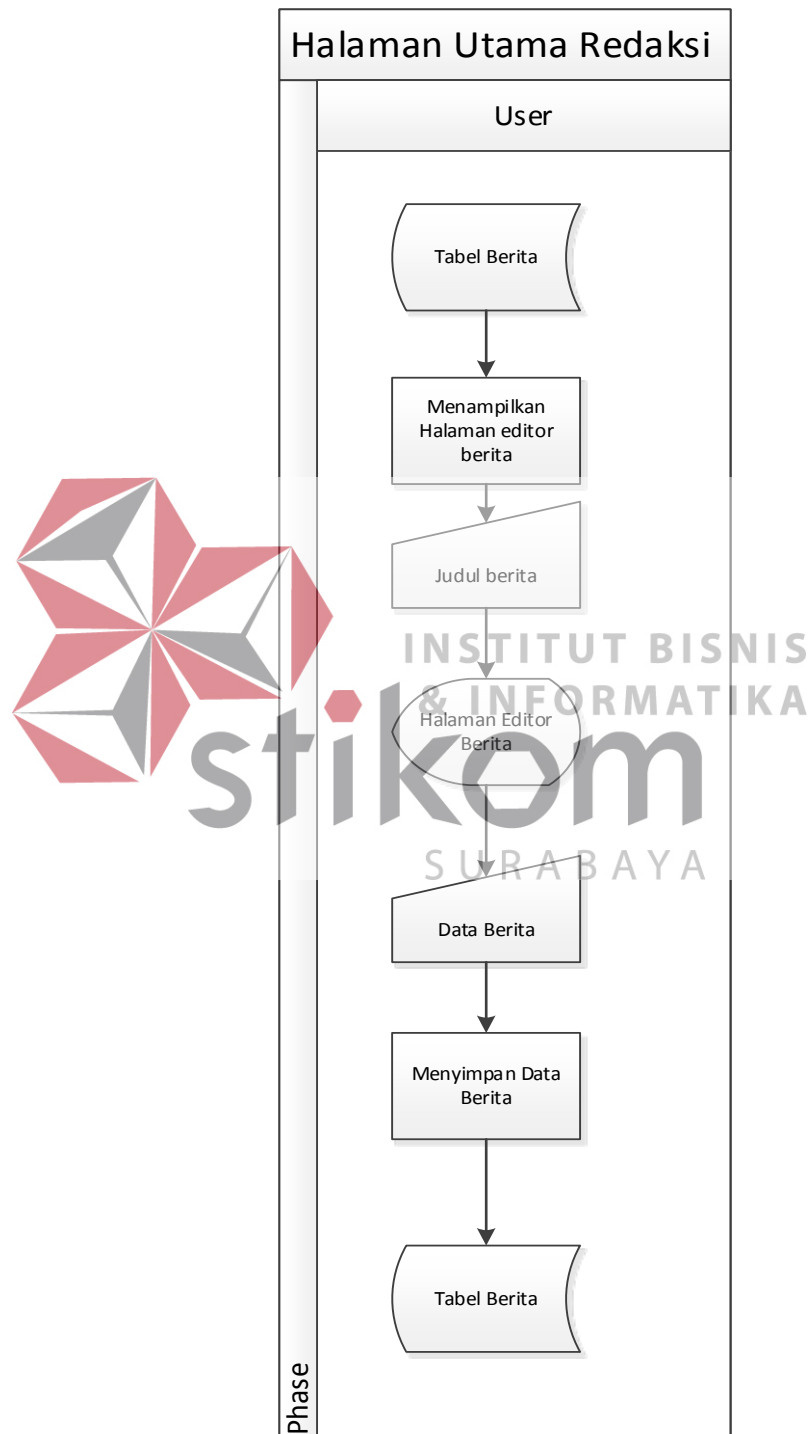 Halaman Utama Redaksi
User
Tabel Berita
Menampilkan
Halaman editor
berita
Judul berita
INSTITUT BISNIS
& INFORMATIKA
Halaman Editor
Berita
stikom
SURABAYA
Data Berita
Menyimpan Data
Berita
Tabel Berita
Phase